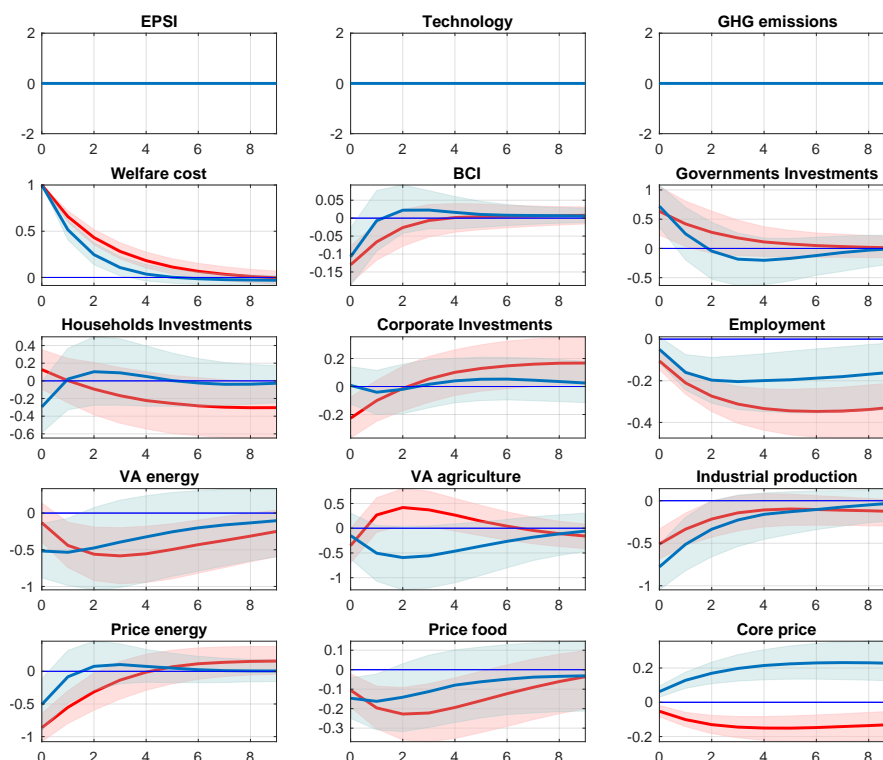 EPSI Technology GHG emissions
2 2 2
0 0 0
-2 -2 -2
0 2 4 6 8 0 2 4 6 8 0 2 4 6 8
Welfare cost BCI Governments Investments
1 0.05 1
0.5 0 0.5
0 -0.05 0
-0.1 -0.5
-0.15
0 2 4 6 8 0 2 4 6 8 0 2 4 6 8
Households Investments Corporate Investments Employment
0.4 0.2 0
0.2 0 -0.2
0 -0.2 -0.4
-0.2
-0.4
-0.6
0 2 4 6 8 0 2 4 6 8 0 2 4 6 8
VA energy VA agriculture Industrial production
0 0.5 0
-0.5 0 -0.5
-1 -0.5 -1
-1
0 2 4 6 8 0 2 4 6 8 0 2 4 6 8
Price energy Price food Core price
0 0.1 0.2
-0.5 0 0
-1 -0.1 -0.2
-0.2
-0.3
0 2 4 6 8 0 2 4 6 8 0 2 4 6 8